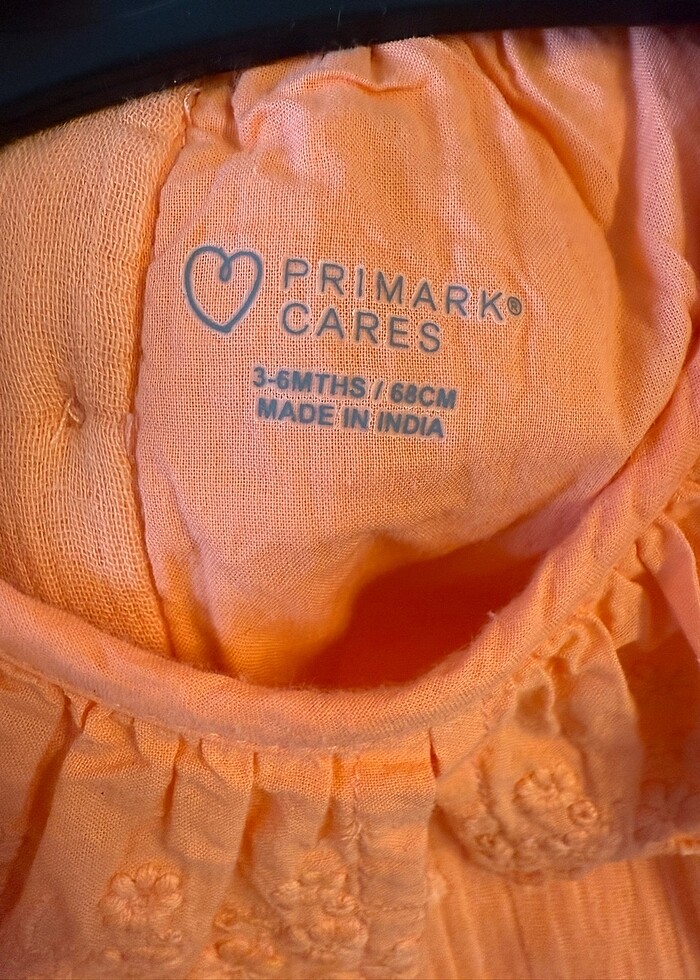 PRIMARK®
CARES
3-6MTHS / 68CM
MADE IN INDIA